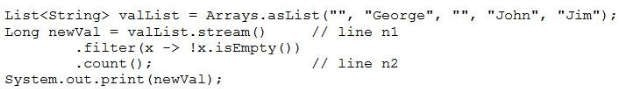 List<String> valList = Arrays.asList("", "George", "", "John", "Jim");
Long newVal = valList.stream()       // line n1
        .filter(x -> !x.isEmpty())
        .count();                    // line n2
System.out.print(newVal);